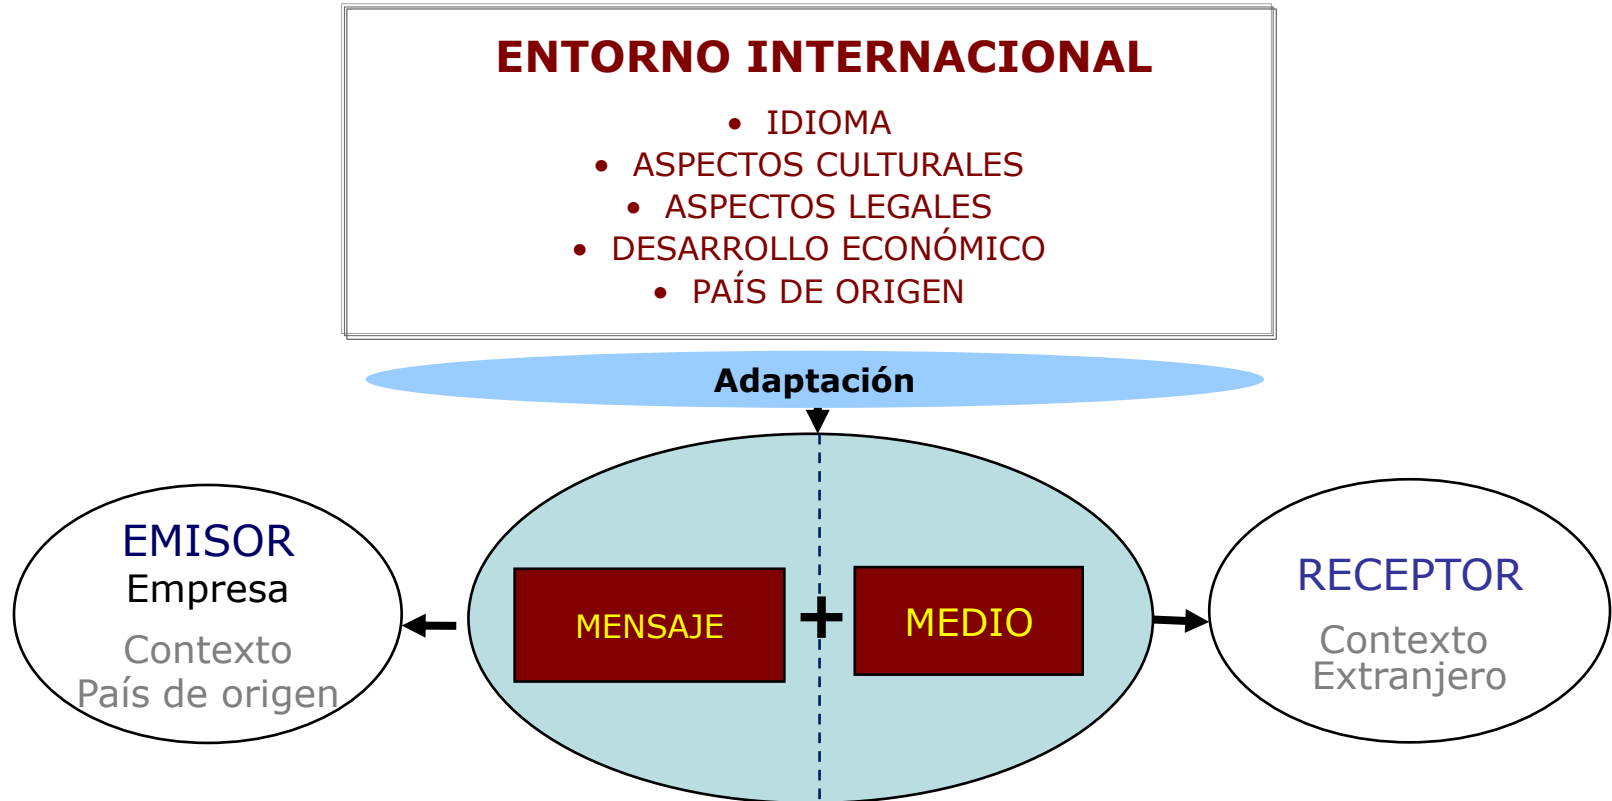 ENTORNO INTERNACIONAL
• IDIOMA
• ASPECTOS CULTURALES
• ASPECTOS LEGALES
• DESARROLLO ECONÓMICO
• PAÍS DE ORIGEN
Adaptación
EMISOR
Empresa
Contexto
País de origen
MENSAJE
+
MEDIO
RECEPTOR
Contexto
Extranjero